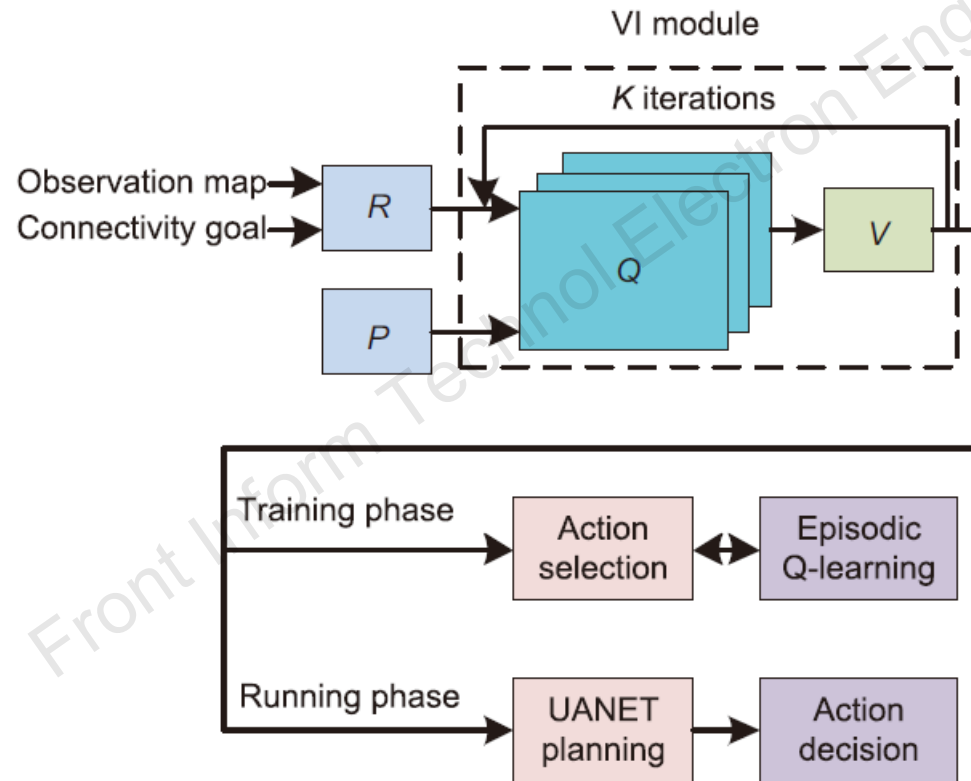 VI module
K iterations
Observation map
Connectivity goal
R
Q
V
P
Training phase
Action
selection
Episodic
Q-learning
Running phase
UANET
planning
Action
decision
Front Inform Technol Electron Eng